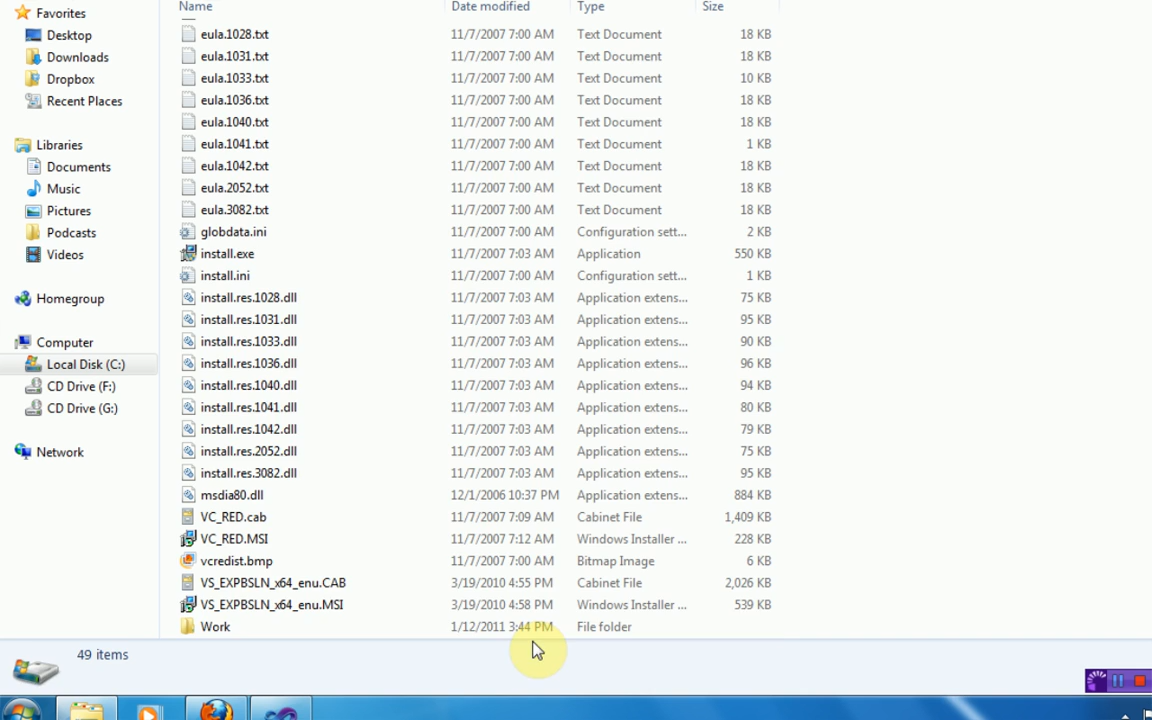 Name Date modified Type Size
Favorites
Desktop
Downloads
Dropbox
Recent Places
Libraries
Documents
Music
Pictures
Podcasts
Videos
Homegroup
Computer
Local Disk (C:)
CD Drive (F:)
CD Drive (G:)
Network
eula.1028.txt 11/7/2007 7:00 AM Text Document 18 KB
eula.1031.txt 11/7/2007 7:00 AM Text Document 18 KB
eula.1033.txt 11/7/2007 7:00 AM Text Document 10 KB
eula.1036.txt 11/7/2007 7:00 AM Text Document 18 KB
eula.1040.txt 11/7/2007 7:00 AM Text Document 18 KB
eula.1041.txt 11/7/2007 7:00 AM Text Document 1 KB
eula.1042.txt 11/7/2007 7:00 AM Text Document 18 KB
eula.2052.txt 11/7/2007 7:00 AM Text Document 18 KB
eula.3082.txt 11/7/2007 7:00 AM Text Document 18 KB
globdata.ini 11/7/2007 7:00 AM Configuration sett... 2 KB
install.exe 11/7/2007 7:03 AM Application 550 KB
install.ini 11/7/2007 7:00 AM Configuration sett... 1 KB
install.res.1028.dll 11/7/2007 7:03 AM Application extens... 75 KB
install.res.1031.dll 11/7/2007 7:03 AM Application extens... 95 KB
install.res.1033.dll 11/7/2007 7:03 AM Application extens... 90 KB
install.res.1036.dll 11/7/2007 7:03 AM Application extens... 96 KB
install.res.1040.dll 11/7/2007 7:03 AM Application extens... 94 KB
install.res.1041.dll 11/7/2007 7:03 AM Application extens... 80 KB
install.res.1042.dll 11/7/2007 7:03 AM Application extens... 79 KB
install.res.2052.dll 11/7/2007 7:03 AM Application extens... 75 KB
install.res.3082.dll 11/7/2007 7:03 AM Application extens... 95 KB
msdia80.dll 12/1/2006 10:37 PM Application extens... 884 KB
VC_RED.cab 11/7/2007 7:09 AM Cabinet File 1,409 KB
VC_RED.MSI 11/7/2007 7:12 AM Windows Installer ... 228 KB
vcredist.bmp 11/7/2007 7:00 AM Bitmap Image 6 KB
VS_EXPBSLN_x64_enu.CAB 3/19/2010 4:55 PM Cabinet File 2,026 KB
VS_EXPBSLN_x64_enu.MSI 3/19/2010 4:58 PM Windows Installer ... 539 KB
Work 1/12/2011 3:44 PM File folder
49 items